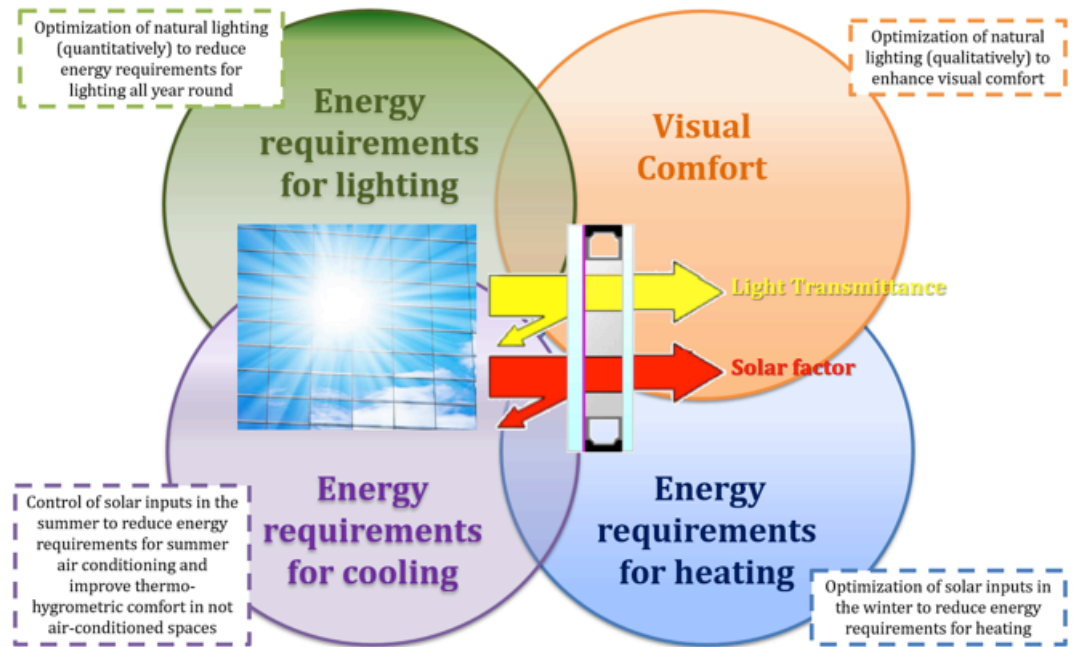 Optimization of natural lighting
(quantitatively) to reduce
energy requirements for
lighting all year round
Optimization of natural
lighting (qualitatively) to
enhance visual comfort
Energy
requirements
for lighting
Visual
Comfort
Light Transmittance
Solar factor
Energy
requirements
for cooling
Energy
requirements
for heating
Control of solar inputs in the
summer to reduce energy
requirements for summer
air conditioning and
improve thermo-
hygrometric comfort in not
air-conditioned spaces
Optimization of solar inputs in
the winter to reduce energy
requirements for heating